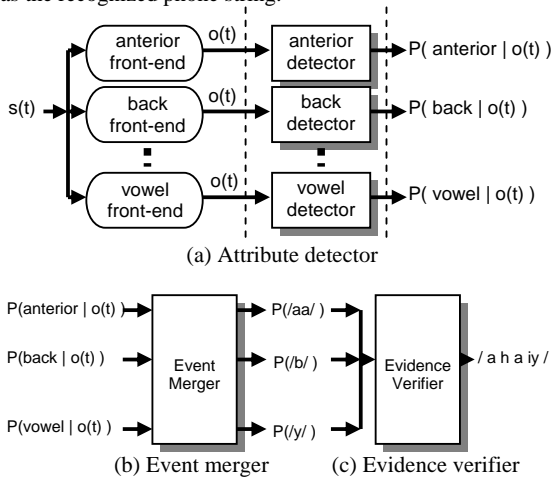 as the recognized phone string.
anterior front-end
o(t)
anterior detector
P( anterior | o(t) )
s(t)
back front-end
o(t)
back detector
P( back | o(t) )
vowel front-end
o(t)
vowel detector
P( vowel | o(t) )
(a) Attribute detector
P(anterior | o(t) )
P(/aa/ )
P(back | o(t) )
Event Merger
P(/b/ )
Evidence Verifier
/ a h a iy /
P(vowel | o(t) )
P(/y/ )
(b) Event merger
(c) Evidence verifier